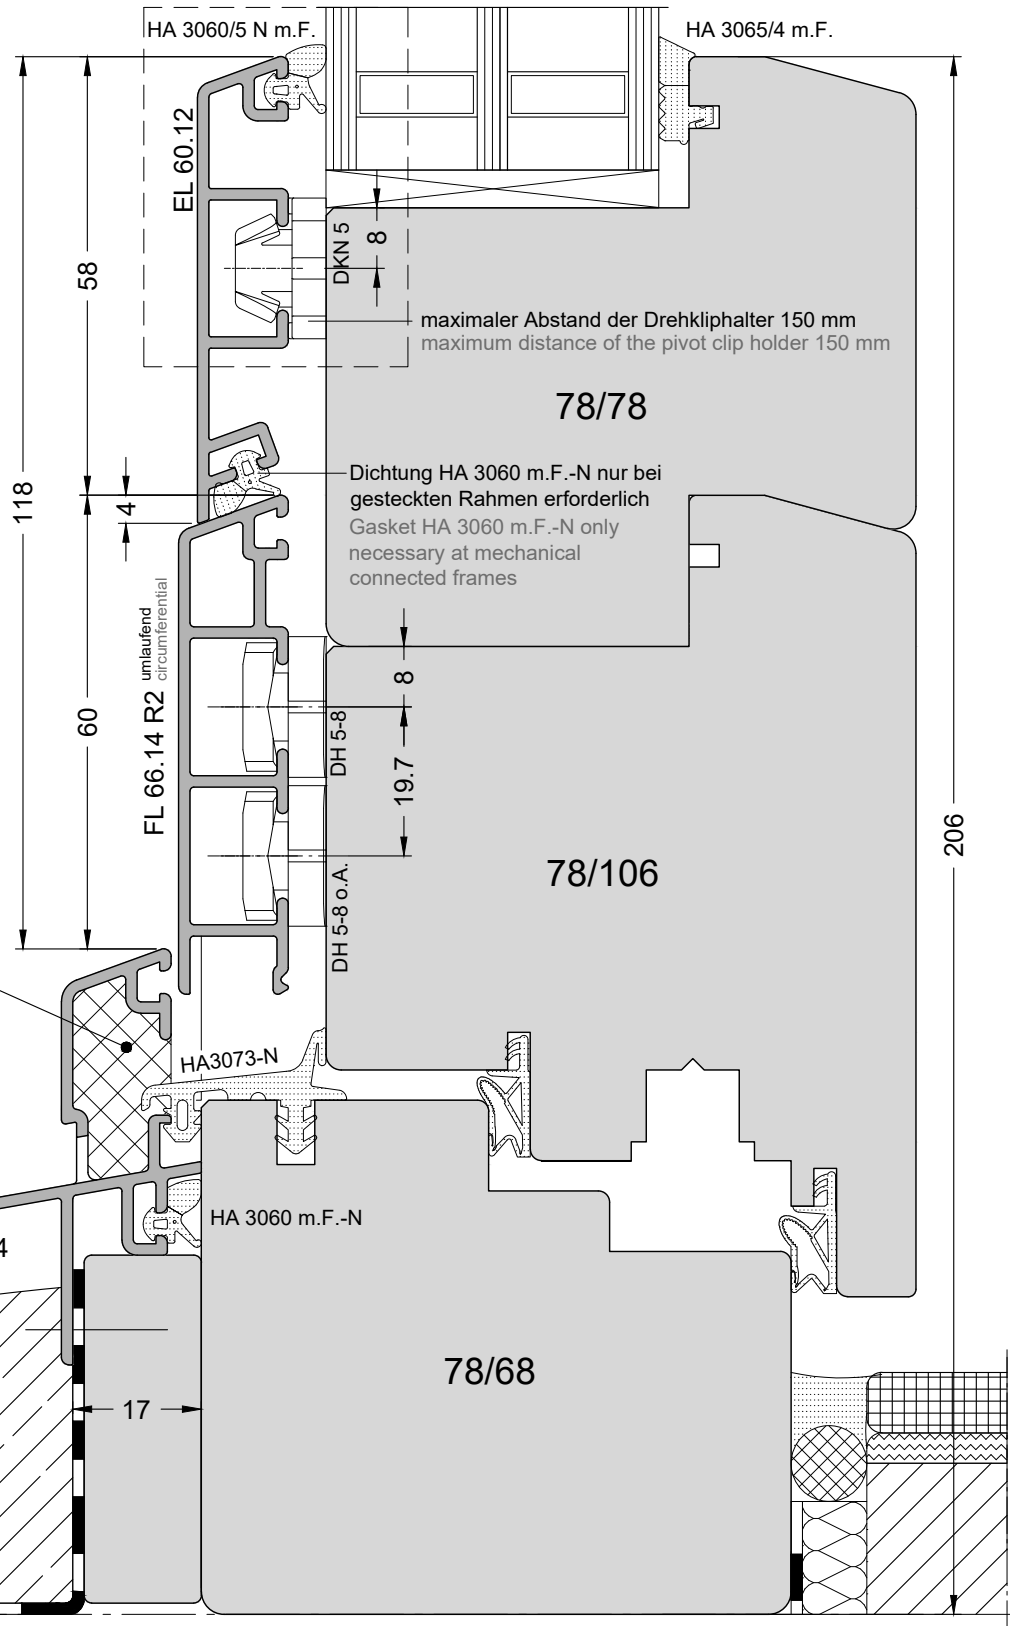 HA 3060/5 N m.F.
HA 3065/4 m.F.
EL 60.12
58
DKN 5
8
maximaler Abstand der Drehkliphalter 150 mm
maximum distance of the pivot clip holder 150 mm
78/78
118
4
Dichtung HA 3060 m.F.-N nur bei
gesteckten Rahmen erforderlich
Gasket HA 3060 m.F.-N only
necessary at mechanical
connected frames
FL 66.14 R2
umlaufend
circumferential
60
8
DH 5-8
19.7
206
78/106
DH 5-8 o.A.
HA3073-N
HA 3060 m.F.-N
4
78/68
17